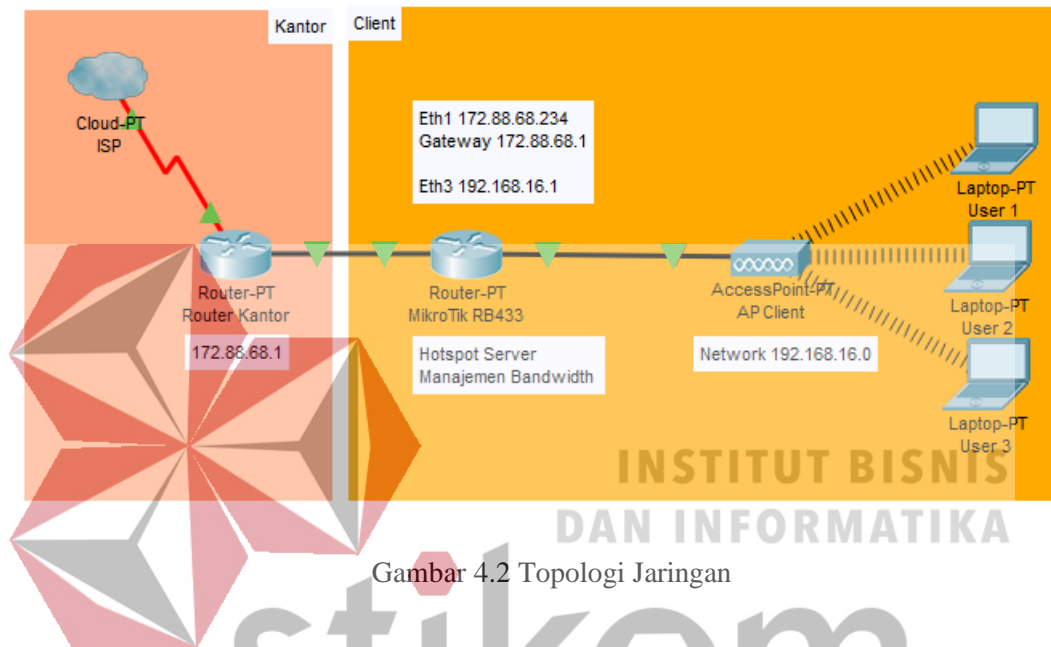 Kantor
Client
Cloud-PT
ISP
Eth1 172.88.68.234
Gateway 172.88.68.1
Eth3 192.168.16.1
Laptop-PT
User 1
Router-PT
Router Kantor
172.88.68.1
Router-PT
MikroTik RB433
Hotspot Server
Manajemen Bandwidth
AccessPoint-PT
AP Client
Network 192.168.16.0
Laptop-PT
User 2
Laptop-PT
User 3
INSTITUT BISNIS
DAN INFORMATIKA
Gambar 4.2 Topologi Jaringan
stikom